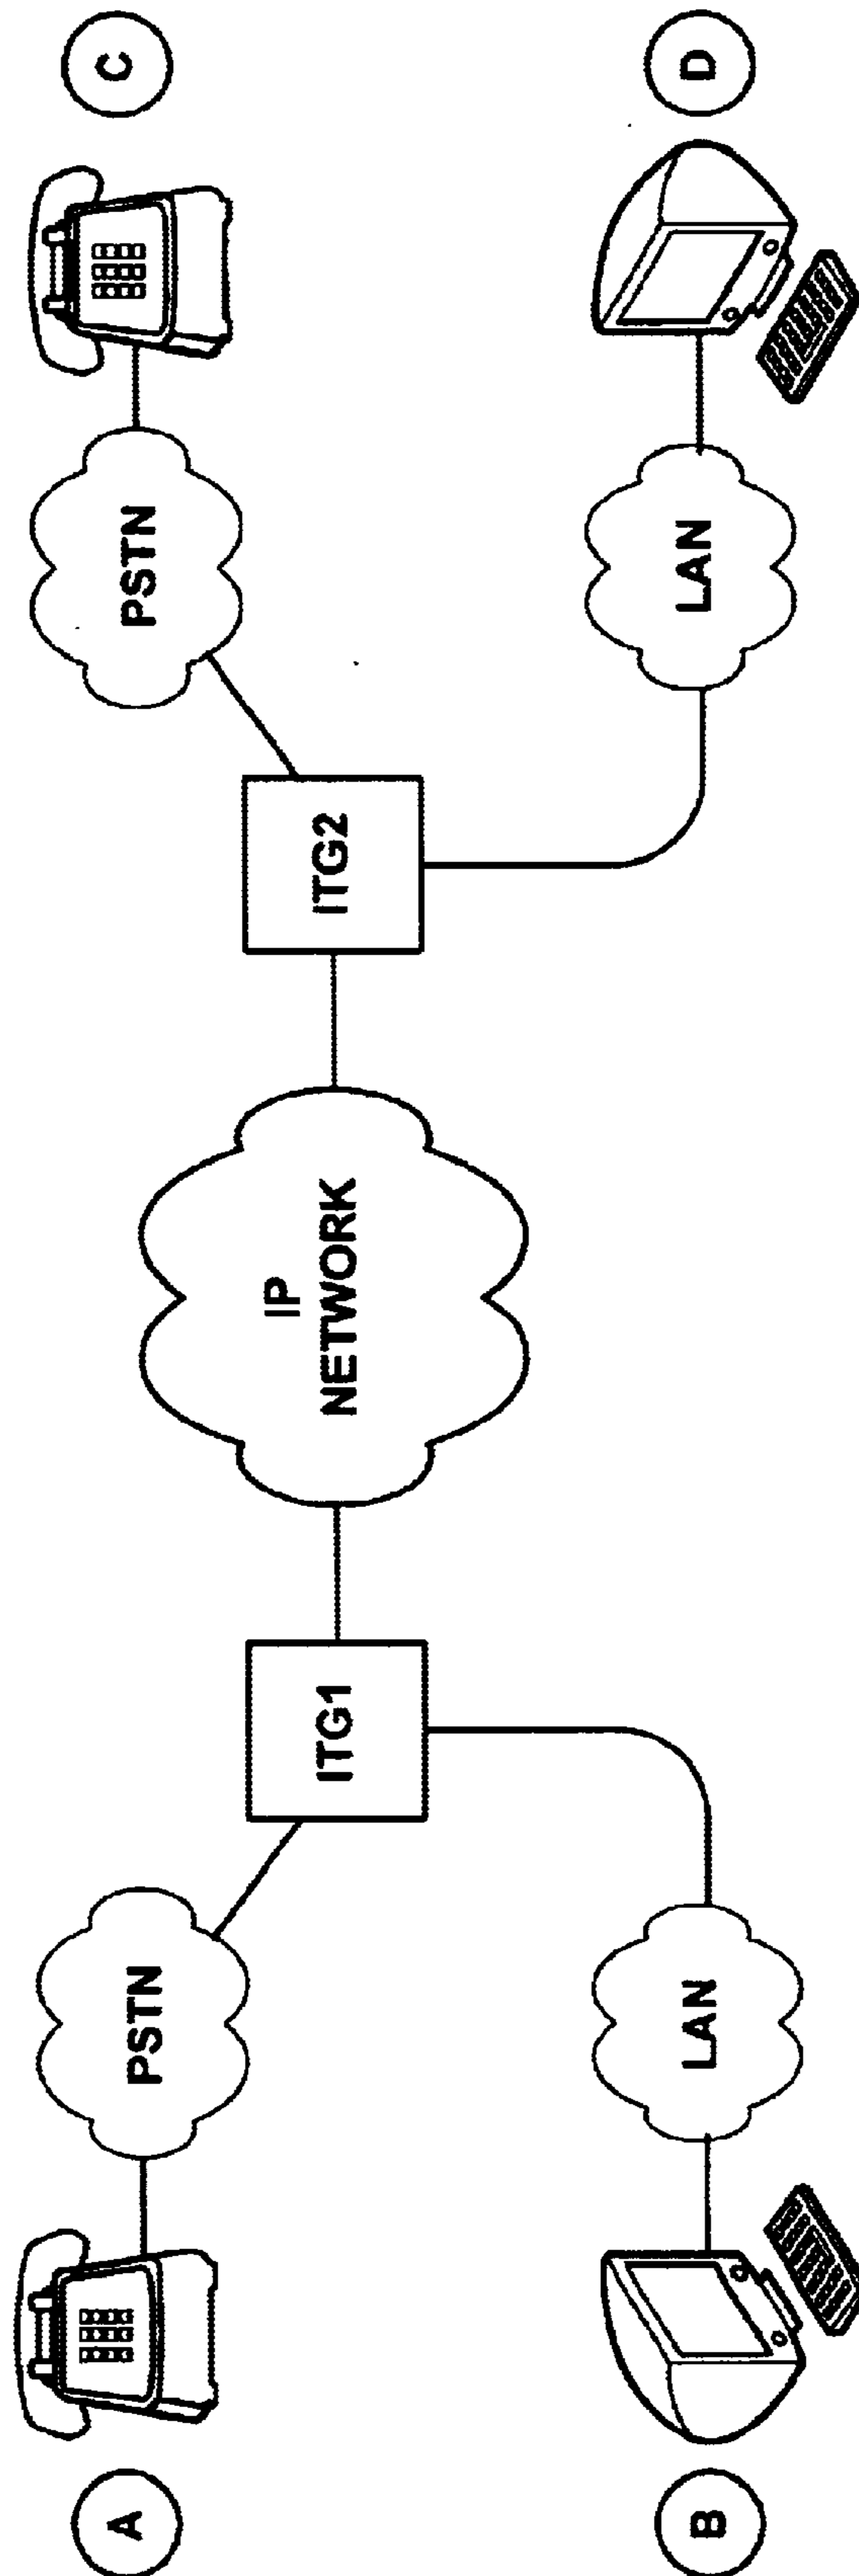 A
PSTN
ITG1
B
LAN
IP
NETWORK
C
PSTN
ITG2
D
LAN